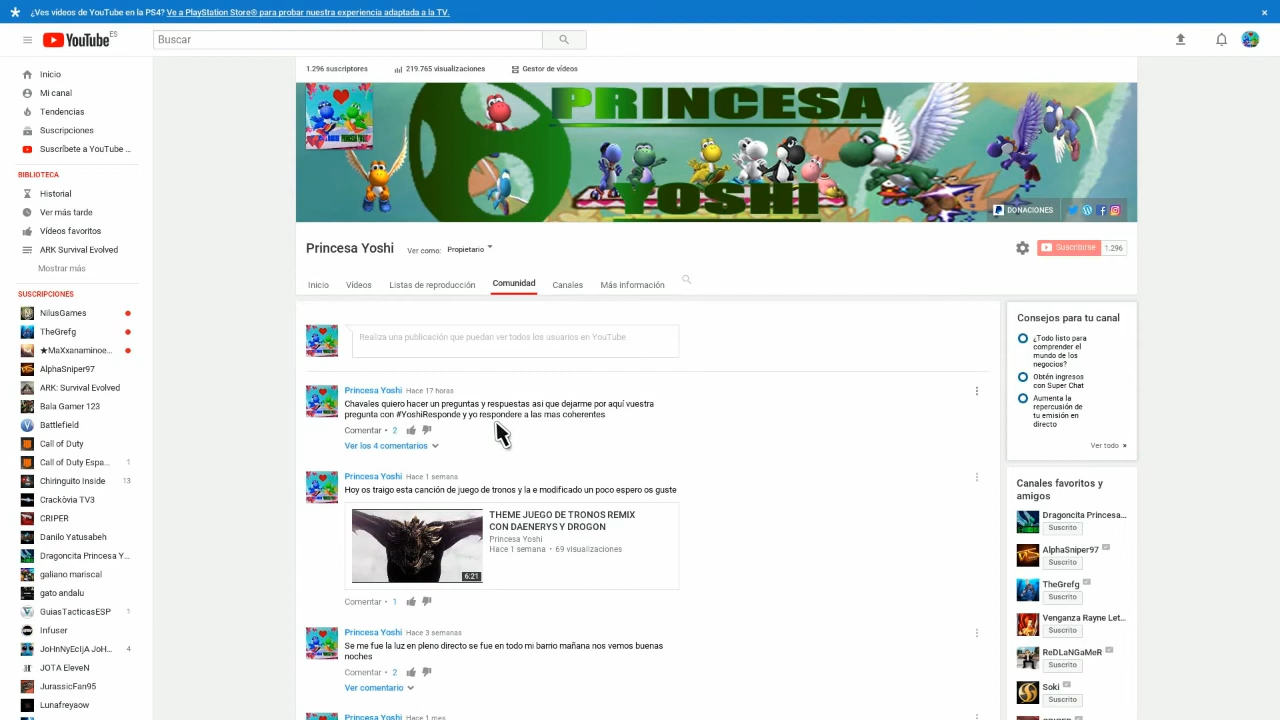 ¿Ves vídeos de YouTube en la PS4? Ve a PlayStation Store® para probar nuestra experiencia adaptada a la TV.
YouTube ES
Buscar
Inicio
Mi canal
Tendencias
Suscripciones
Suscríbete a YouTube ...
BIBLIOTECA
Historial
Ver más tarde
Vídeos favoritos
ARK Survival Evolved
Mostrar más
SUSCRIPCIONES
NilusGames
TheGrefg
★MaXxanaminoe...
AlphaSniper97
ARK: Survival Evolved
Bala Gamer 123
Battlefield
Call of Duty
Call of Duty Espa... 1
Chiringuito Inside 13
Crackòvia TV3
CRIPER
Danilo Yatusabeh
Dragoncita Princesa Y...
galiano mariscal
gato andalu
GuiasTacticasESP 1
Infuser
JoHnNyEcIjA JoH... 4
JOTA EleveN
JurassicFan95
Lunafreyaow
1.296 suscriptores
219.765 visualizaciones
Gestor de vídeos
PRINCESA
YOSHI
DONACIONES
Princesa Yoshi
Ver como: Propietario
Suscribirse 1.296
Inicio
Vídeos
Listas de reproducción
Comunidad
Canales
Más información
Realiza una publicación que puedan ver todos los usuarios en YouTube
Princesa Yoshi Hace 17 horas
Chavales quiero hacer un preguntas y respuestas asi que dejarme por aquí vuestra
pregunta con #YoshiResponde y yo respondere a las mas coherentes
Comentar • 2
Ver los 4 comentarios
Princesa Yoshi Hace 1 semana
Hoy os traigo esta canción de juego de tronos y la e modificado un poco espero os guste
THEME JUEGO DE TRONOS REMIX
CON DAENERYS Y DROGON
Princesa Yoshi
Hace 1 semana • 69 visualizaciones
6:21
Comentar • 1
Princesa Yoshi Hace 3 semanas
Se me fue la luz en pleno directo se fue en todo mi barrio mañana nos vemos buenas
noches
Comentar • 2
Ver comentario
Princesa Yoshi Hace 1 mes
Consejos para tu canal
¿Todo listo para
comprender el
mundo de los
negocios?
Obtén ingresos
con Super Chat
Aumenta la
repercusión de
tu emisión en
directo
Ver todo »
Canales favoritos y
amigos
Dragoncita Princesa...
Suscrito
AlphaSniper97
Suscrito
TheGrefg
Suscrito
Venganza Rayne Let...
Suscrito
ReDLaNGaMeR
Suscrito
Soki
Suscrito
CRIPER